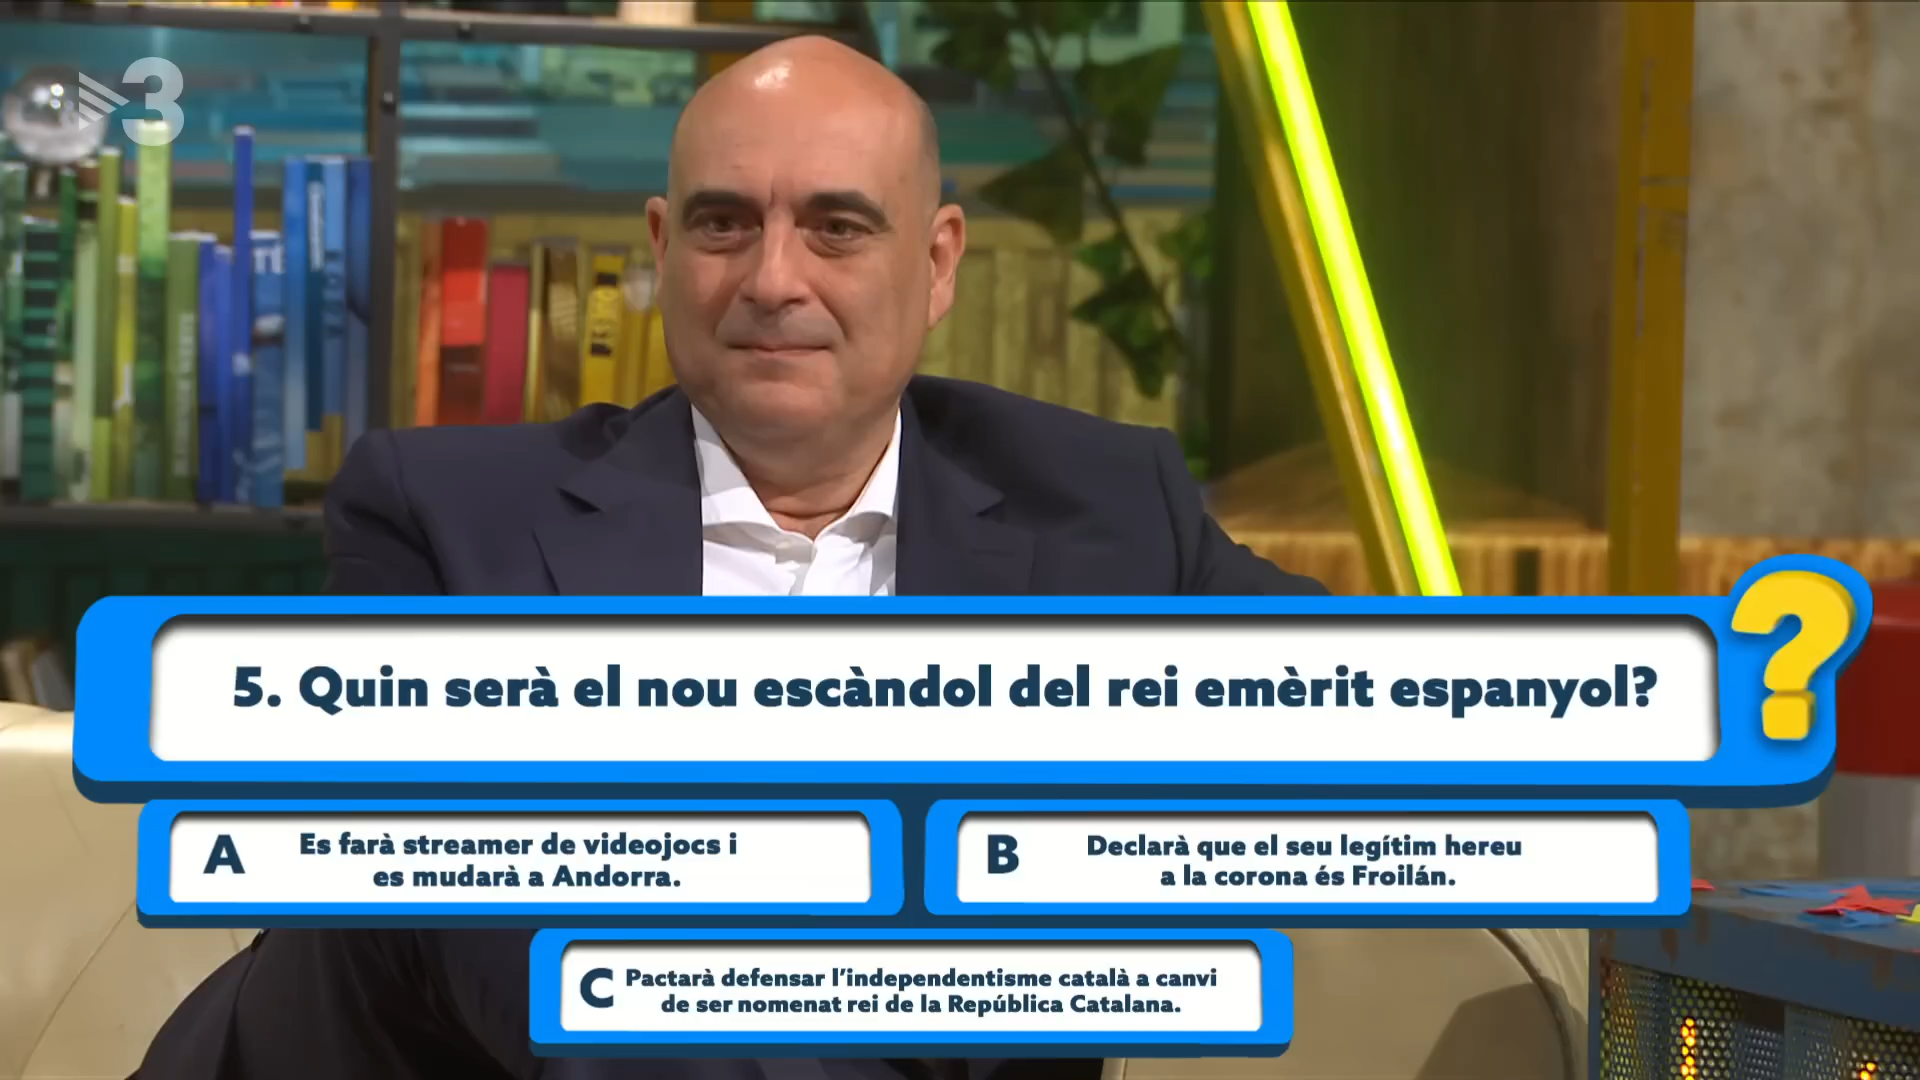 3
5. Quin serà el nou escàndol del rei emèrit espanyol?
?
A
Es farà streamer de videojocs i
es mudarà a Andorra.
B
Declarà que el seu legítim hereu
a la corona és Froilán.
C
Pactarà defensar l'independentisme català a canvi
de ser nomenat rei de la República Catalana.